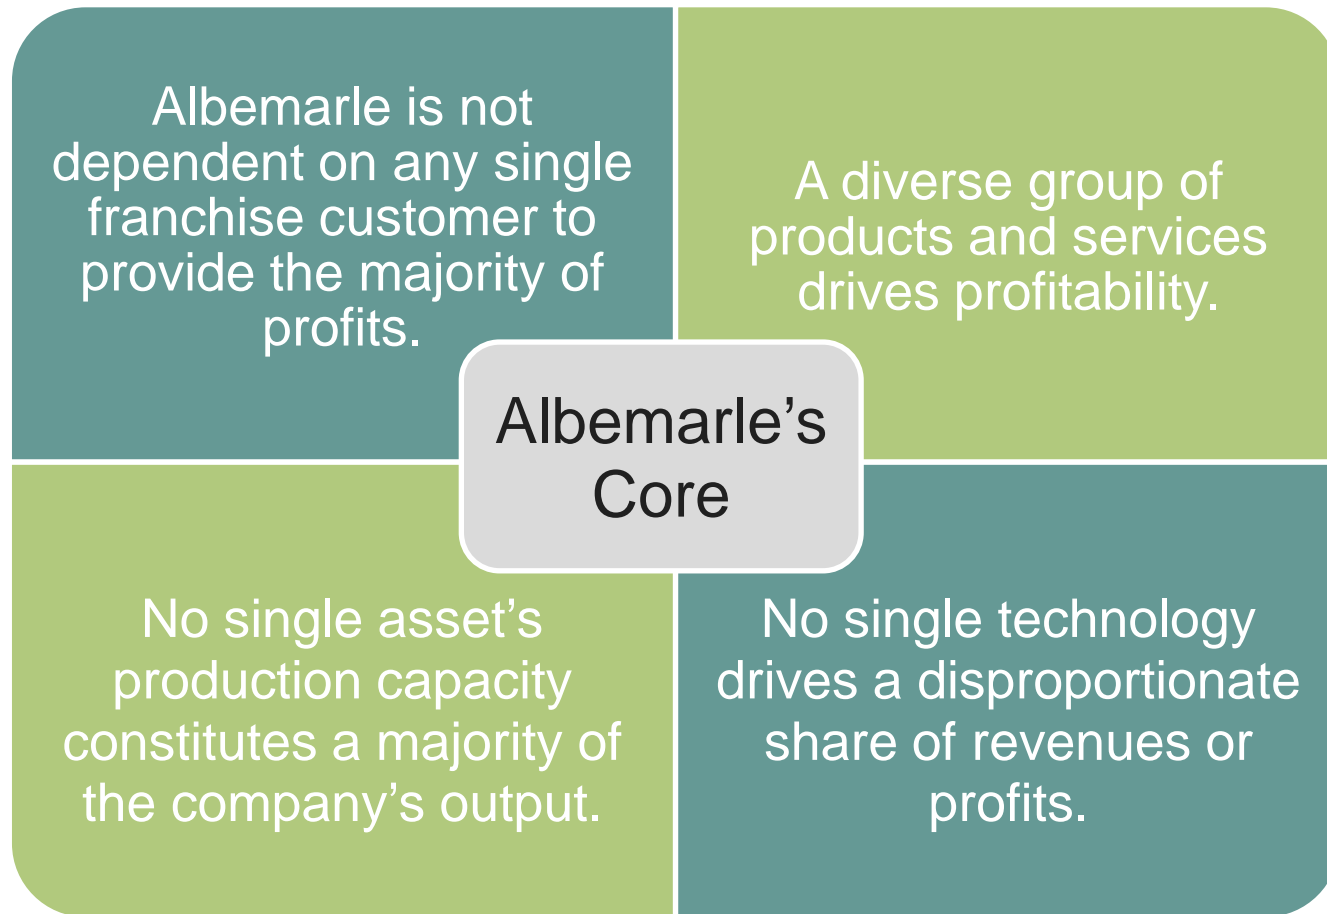 Albemarle is not
dependent on any single
franchise customer to
provide the majority of
profits.
A diverse group of
products and services
drives profitability.
Albemarle’s
Core
No single asset’s
production capacity
constitutes a majority of
the company’s output.
No single technology
drives a disproportionate
share of revenues or
profits.